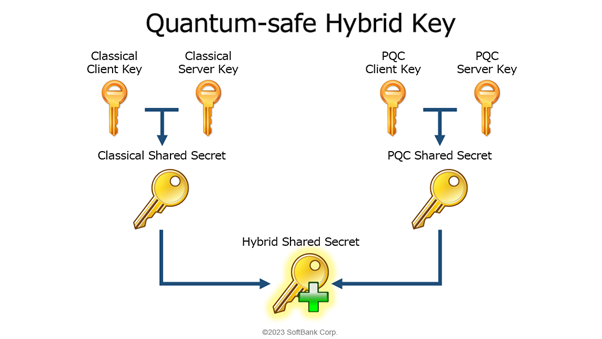 Quantum-safe Hybrid Key
Classical
Client Key
Classical
Server Key
PQC
Client Key
PQC
Server Key
Classical Shared Secret
PQC Shared Secret
Hybrid Shared Secret
©2023 SoftBank Corp.